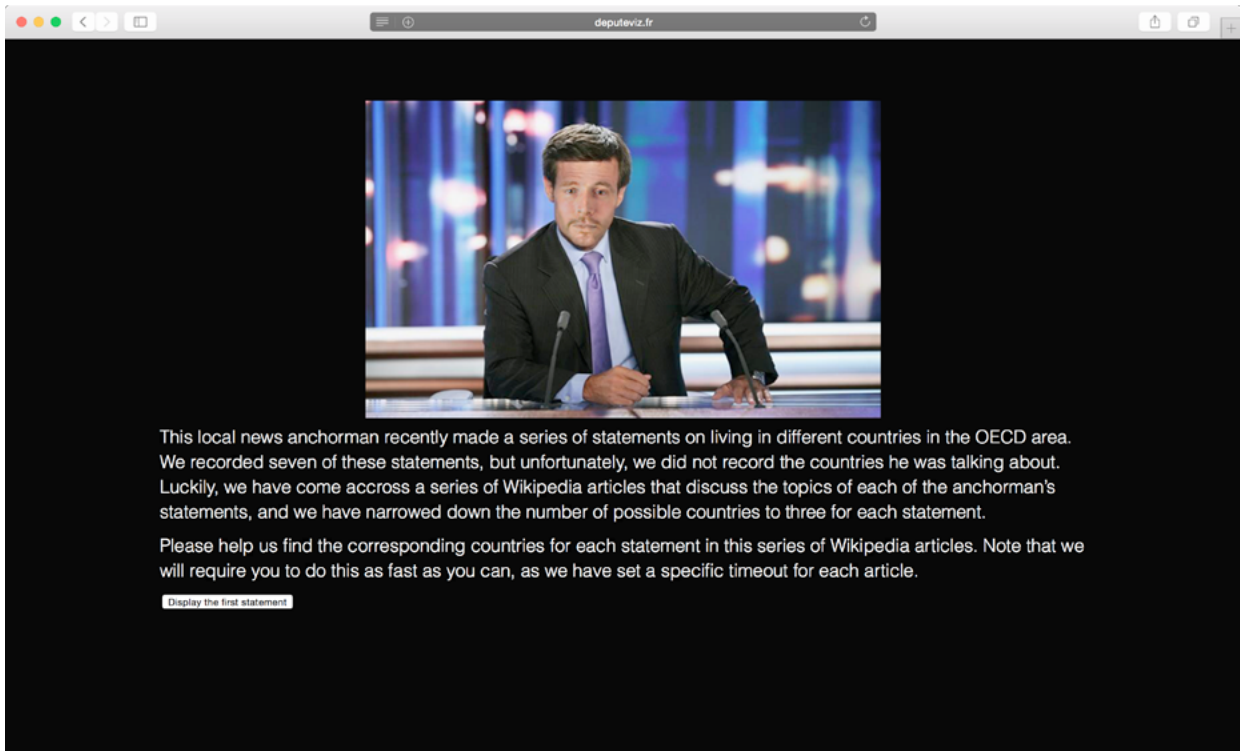 deputeviz.fr
This local news anchorman recently made a series of statements on living in different countries in the OECD area.
We recorded seven of these statements, but unfortunately, we did not record the countries he was talking about.
Luckily, we have come accross a series of Wikipedia articles that discuss the topics of each of the anchorman's
statements, and we have narrowed down the number of possible countries to three for each statement.
Please help us find the corresponding countries for each statement in this series of Wikipedia articles. Note that we
will require you to do this as fast as you can, as we have set a specific timeout for each article.
Display the first statement